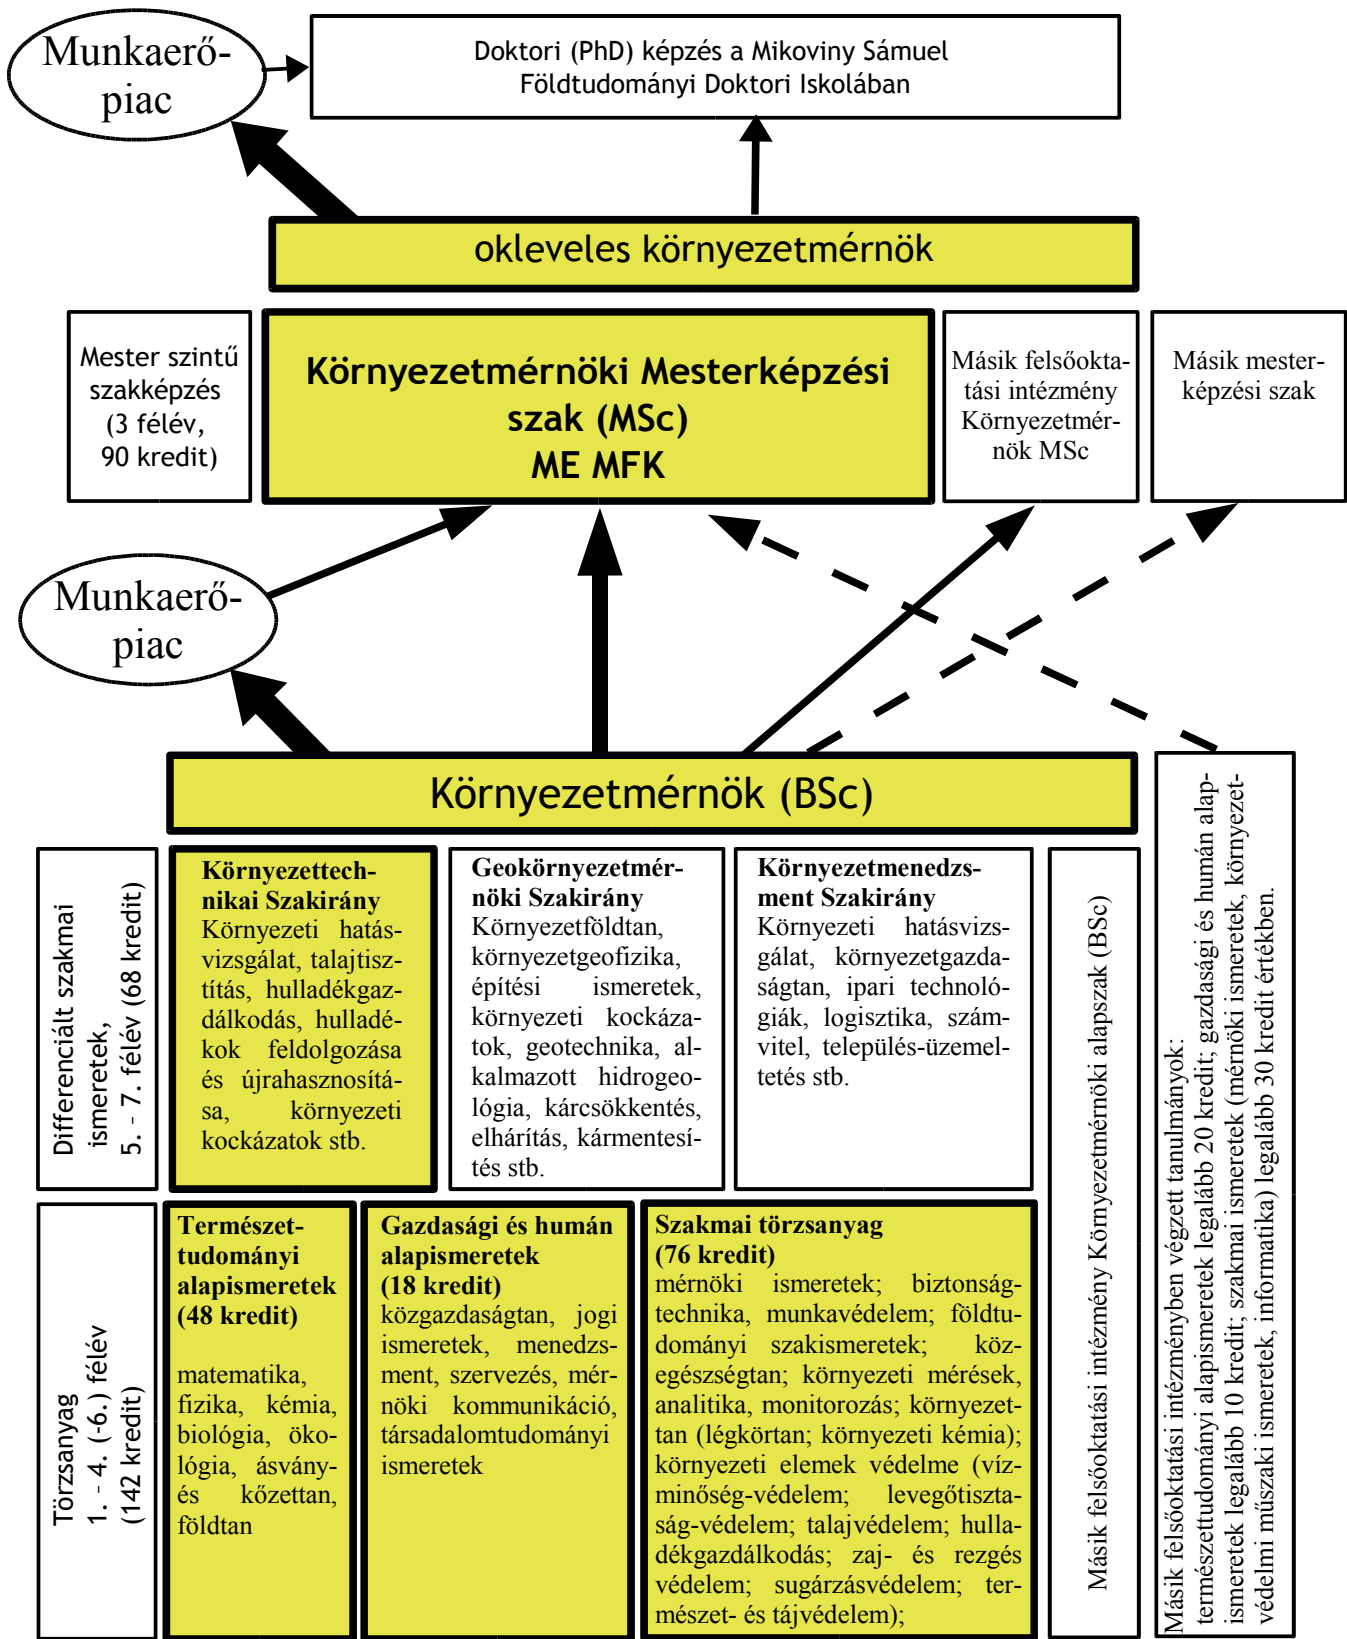 Munkaerő-
piac
Doktori (PhD) képzés a Mikoviny Sámuel
Földtudományi Doktori Iskolában
okleveles környezetmérnök
Mester szintű
szakképzés
(3 félév,
90 kredit)
Környezetmérnöki Mesterképzési
szak (MSc)
ME MFK
Másik felsőokta-
tási intézmény
Környezetmér-
nök MSc
Másik mester-
képzési szak
Munkaerő-
piac
Környezetmérnök (BSc)
Differenciált szakmai
ismeretek,
5. – 7. félév (68 kredit)
Környezettech-
nikai Szakirány
Környezeti hatás-
vizsgálat, talajtisz-
títás, hulladékgaz-
dálkodás, hulladé-
kok feldolgozása
és újrahasznosítá-
sa, környezeti
kockázatok stb.
Geokörnyezetmér-
nöki Szakirány
Környezetföldtan,
környezetgeofizika,
építési ismeretek,
környezeti kockáza-
tok, geotechnika, al-
kalmazott hidrogeo-
lógia, kárcsökkentés,
elhárítás, kármentesí-
tés stb.
Környezetmenedzs-
ment Szakirány
Környezeti hatásvizs-
gálat, környezetgazda-
ságtan, ipari technoló-
giák, logisztika, szám-
vitel, település-üzemel-
tetés stb.
Törzsanyag
1. – 4. (-6.) félév
(142 kredit)
Természet-
tudományi
alapismeretek
(48 kredit)
matematika,
fizika, kémia,
biológia, öko-
lógia, ásvány-
és kőzettan,
földtan
Gazdasági és humán
alapismeretek
(18 kredit)
közgazdaságtan, jogi
ismeretek, menedzs-
ment, szervezés, mér-
nöki kommunikáció,
társadalomtudományi
ismeretek
Szakmai törzsanyag
(76 kredit)
mérnöki ismeretek; biztonság-
technika, munkavédelem; földtu-
dományi szakismeretek; köz-
egészségtan; környezeti mérések,
analitika, monitorozás; környezet-
tan (légkörtan; környezeti kémia);
környezeti elemek védelme (víz-
minőség-védelem; levegőtiszta-
ság-védelem; talajvédelem; hulla-
dékgazdálkodás; zaj- és rezgés
védelem; sugárzásvédelem; ter-
mészet- és tájvédelem);
Másik felsőoktatási intézmény Környezetmérnöki alapszak (BSc)
Másik felsőoktatási intézményben végzett tanulmányok:
természettudományi alapismeretek legalább 20 kredit; gazdasági és humán alap-
ismeretek legalább 10 kredit; szakmai ismeretek (mérnöki ismeretek, környezet-
védelmi műszaki ismeretek, informatika) legalább 30 kredit értékben.